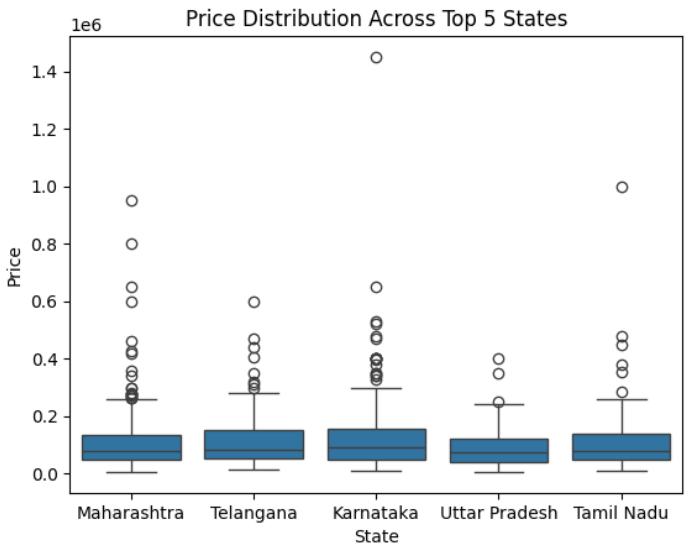 Price Distribution Across Top 5 States
1e6
1.4
1.2
1.0
0.8
0.6
0.4
0.2
0.0
Price
Maharashtra Telangana Karnataka Uttar Pradesh Tamil Nadu
State